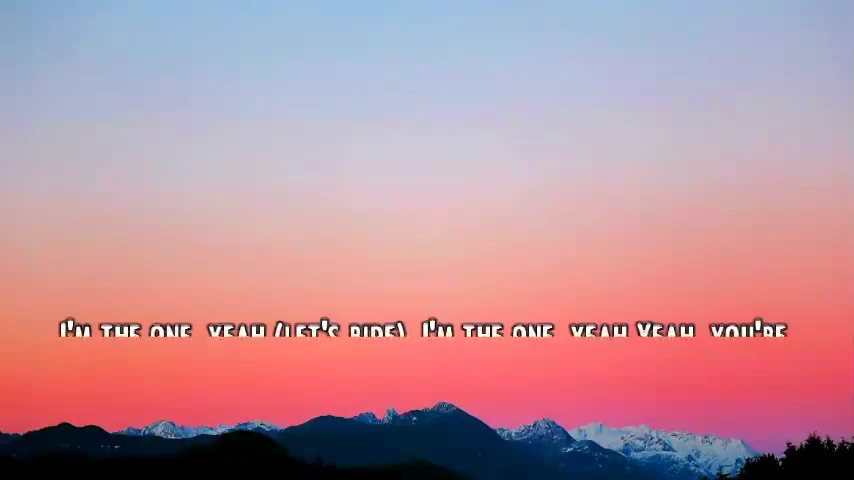 I'm the one, yeah (let's ride), I'm the one, yeah Yeah, you're